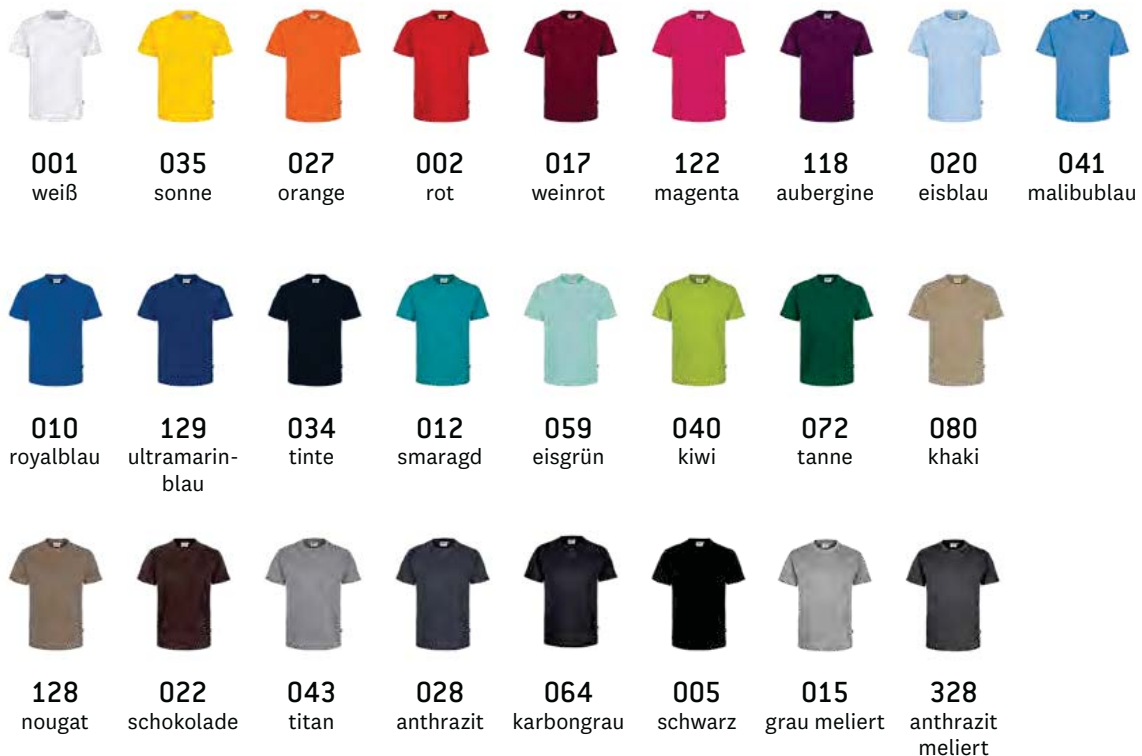 001 035 027 002 017 122 118 020 041
weiß sonne orange rot weinrot magenta aubergine eisblau malibublau
010 129 034 012 059 040 072 080
royalblau ultramarin- tinte smaragd eisgrün kiwi tanne khaki
blau
128 022 043 028 064 005 015 328
nougat schokolade titan anthrazit karbongrau schwarz grau meliert anthrazit
meliert